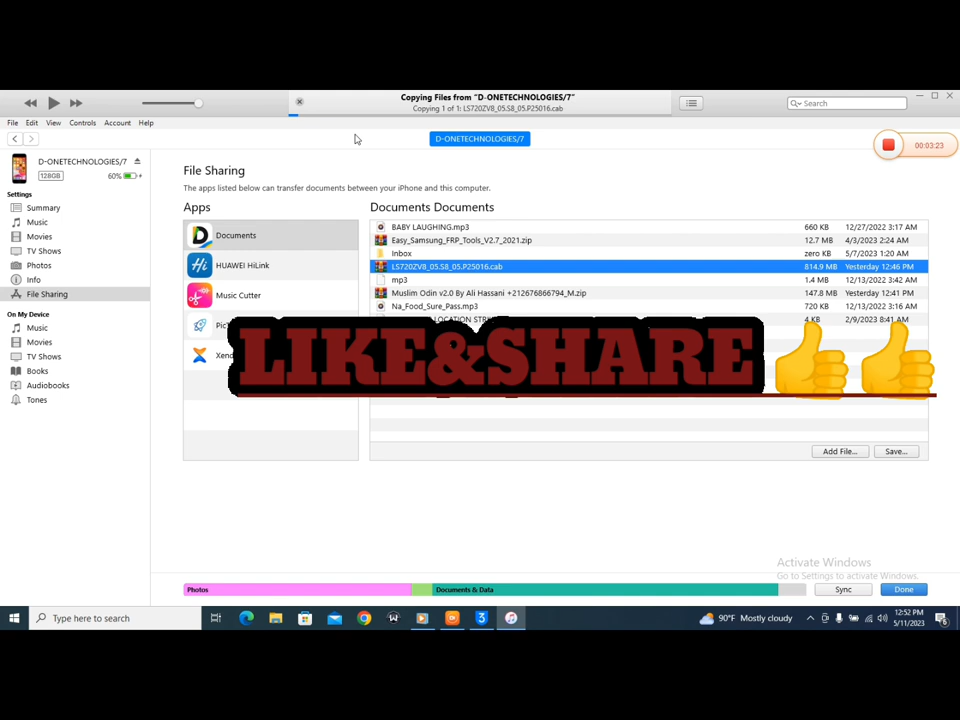 Copying Files from “D-ONETECHNOLOGIES/7”
Copying 1 of 1: LS720ZV8_05.S8_05.P25016.cab
Search
File Edit View Controls Account Help
D-ONETECHNOLOGIES/7
00:03:23
D-ONETECHNOLOGIES/7
128GB 60%
Settings
Summary
Music
Movies
TV Shows
Photos
Info
File Sharing
On My Device
Music
Movies
TV Shows
Books
Audiobooks
Tones
File Sharing
The apps listed below can transfer documents between your iPhone and this computer.
Apps
Documents
Hi HUAWEI HiLink
Music Cutter
Xend
Documents Documents
BABY LAUGHING.mp3 660 KB 12/27/2022 3:17 AM
Easy_Samsung_FRP_Tools_V2.7_2021.zip 12.7 MB 4/3/2023 2:24 AM
Inbox zero KB 5/7/2023 1:20 AM
LS720ZV8_05.S8_05.P25016.cab 814.9 MB Yesterday 12:46 PM
mp3 1.4 MB 12/13/2022 3:42 AM
Muslim Odin v2.0 By Ali Hassani +212676866794_M.zip 147.8 MB Yesterday 12:41 PM
Na_Food_Sure_Pass.mp3 720 KB 12/13/2022 3:42 AM
LOCATION 4 KB 2/9/2023 8:41 AM
LIKE&SHARE
Add File... Save...
Activate Windows
Go to Settings to activate Windows.
Photos Documents & Data Sync Done
Type here to search
90°F Mostly cloudy
12:52 PM
5/11/2023
6